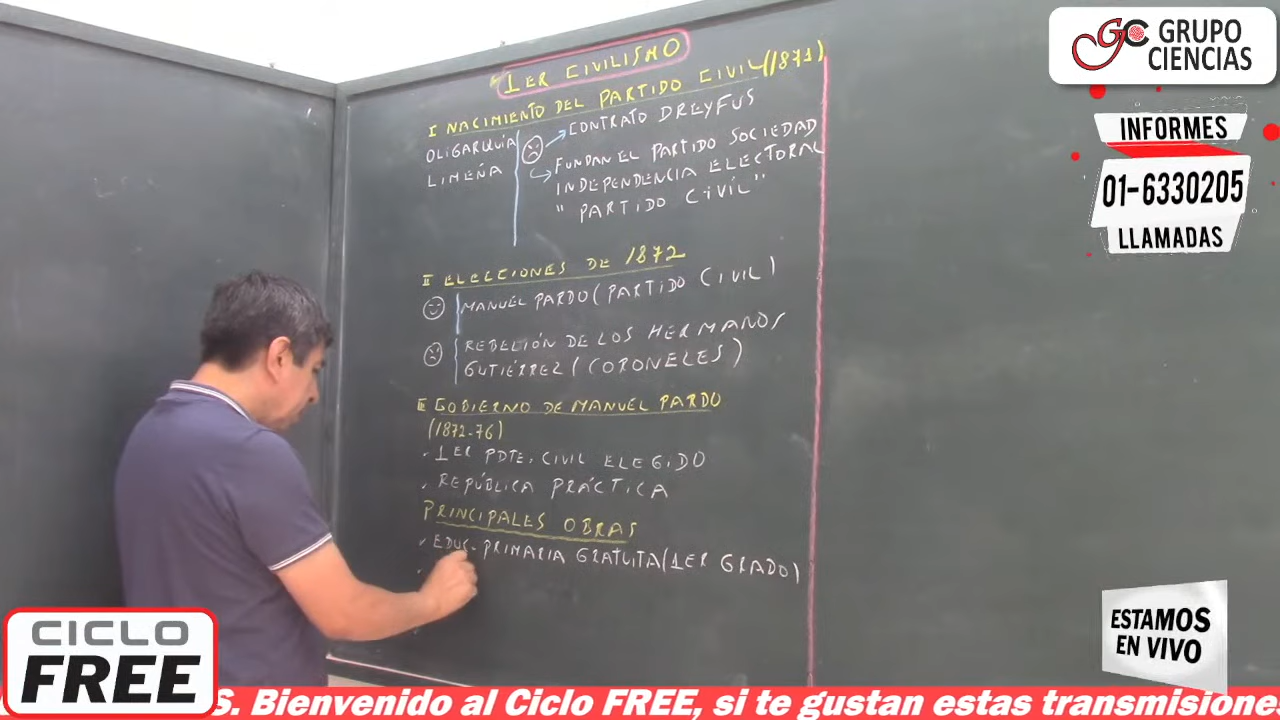 1ER CIVILISMO
I NACIMIENTO DEL PARTIDO CIVIL (1871)
OLIGARQUÍA
LIMEÑA
CONTRATO DREYFUS
FUNDAN EL PARTIDO SOCIEDAD
INDEPENDENCIA ELECTORAL
" PARTIDO CIVIL"
II ELECCIONES DE 1872
MANUEL PARDO (PARTIDO CIVIL)
REBELIÓN DE LOS HERMANOS
GUTIÉRREZ (CORONELES)
III GOBIERNO DE MANUEL PARDO
(1872-76)
. 1ER PDTE. CIVIL ELEGIDO
. REPÚBLICA PRÁCTICA
PRINCIPALES OBRAS
. EDUC. PRIMARIA GRATUITA (1ER GRADO)
GC GRUPO
CIENCIAS
INFORMES
01-6330205
LLAMADAS
ESTAMOS
EN VIVO
CICLO
FREE
S. Bienvenido al Ciclo FREE, si te gustan estas transmisione